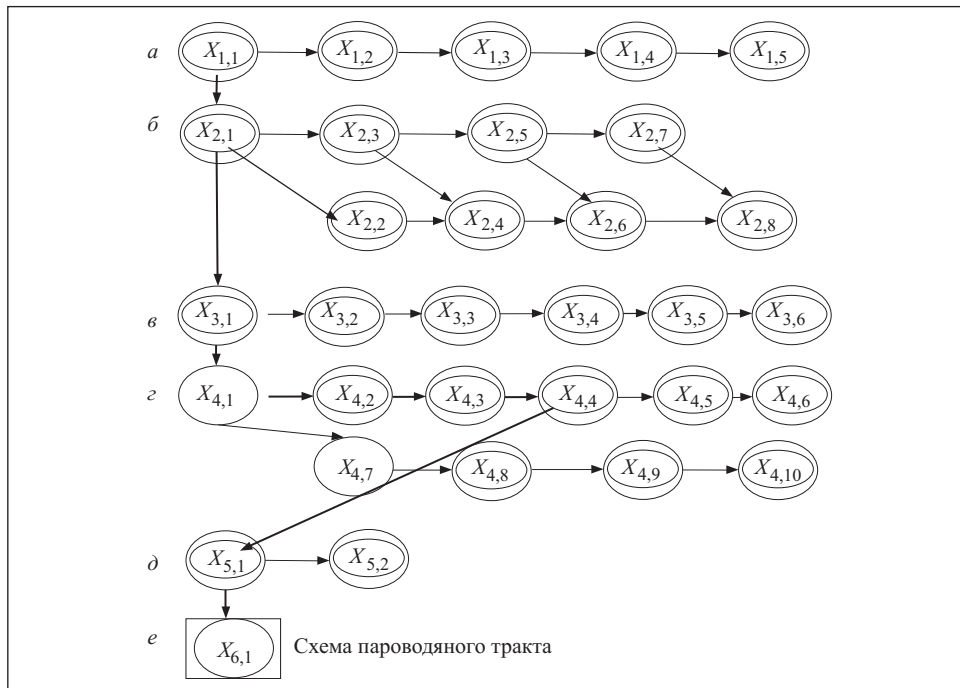 а X1,1 X1,2 X1,3 X1,4 X1,5
б X2,1 X2,3 X2,5 X2,7
X2,2 X2,4 X2,6 X2,8
в X3,1 X3,2 X3,3 X3,4 X3,5 X3,6
г X4,1 X4,2 X4,3 X4,4 X4,5 X4,6
X4,7 X4,8 X4,9 X4,10
д X5,1 X5,2
е X6,1 Схема пароводяного тракта